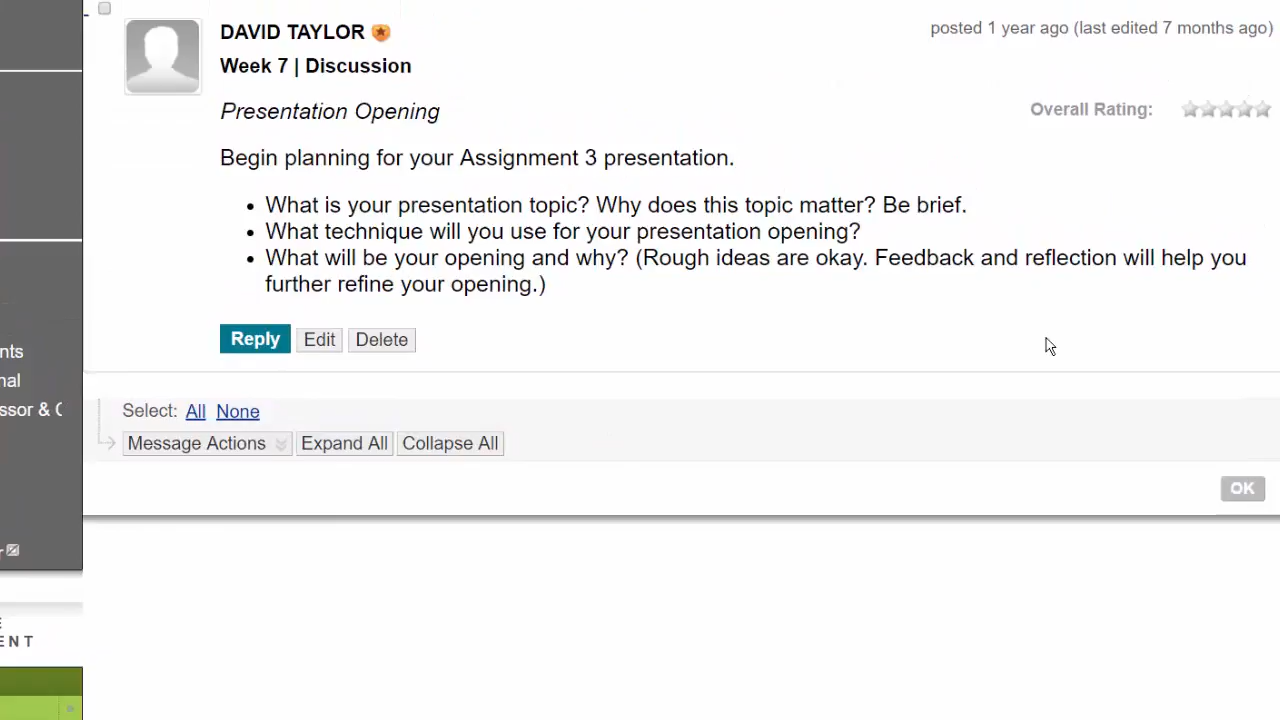 DAVID TAYLOR
posted 1 year ago (last edited 7 months ago)
Week 7 | Discussion
Presentation Opening
Overall Rating:
Begin planning for your Assignment 3 presentation.
• What is your presentation topic? Why does this topic matter? Be brief.
• What technique will you use for your presentation opening?
• What will be your opening and why? (Rough ideas are okay. Feedback and reflection will help you
further refine your opening.)
Reply Edit Delete
nts
nal
ssor & C
Select: All None
Message Actions Expand All Collapse All
OK
r
E
ENT